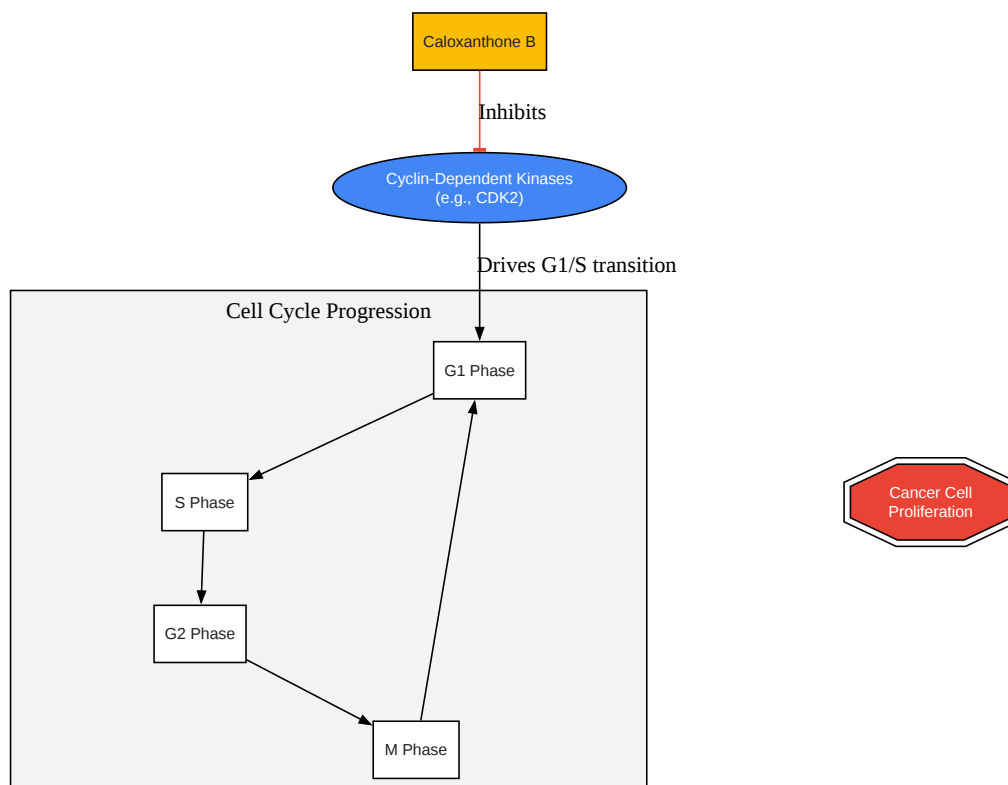 Caloxanthone B
Inhibits
Cyclin-Dependent Kinases
(e.g., CDK2)
Drives G1/S transition
Cell Cycle Progression
G1 Phase
S Phase
Cancer Cell
Proliferation
G2 Phase
M Phase